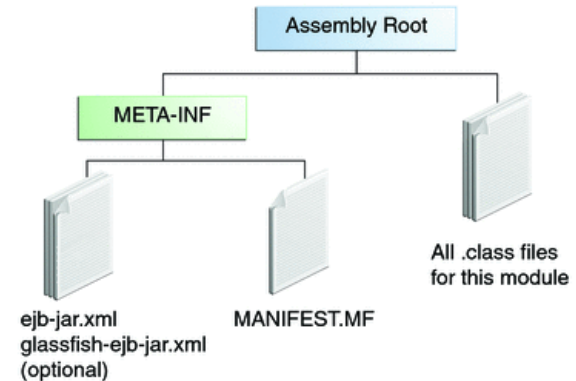 Assembly Root
META-INF
All .class files
for this module
ejb-jar.xml
glassfish-ejb-jar.xml
(optional)
MANIFEST.MF